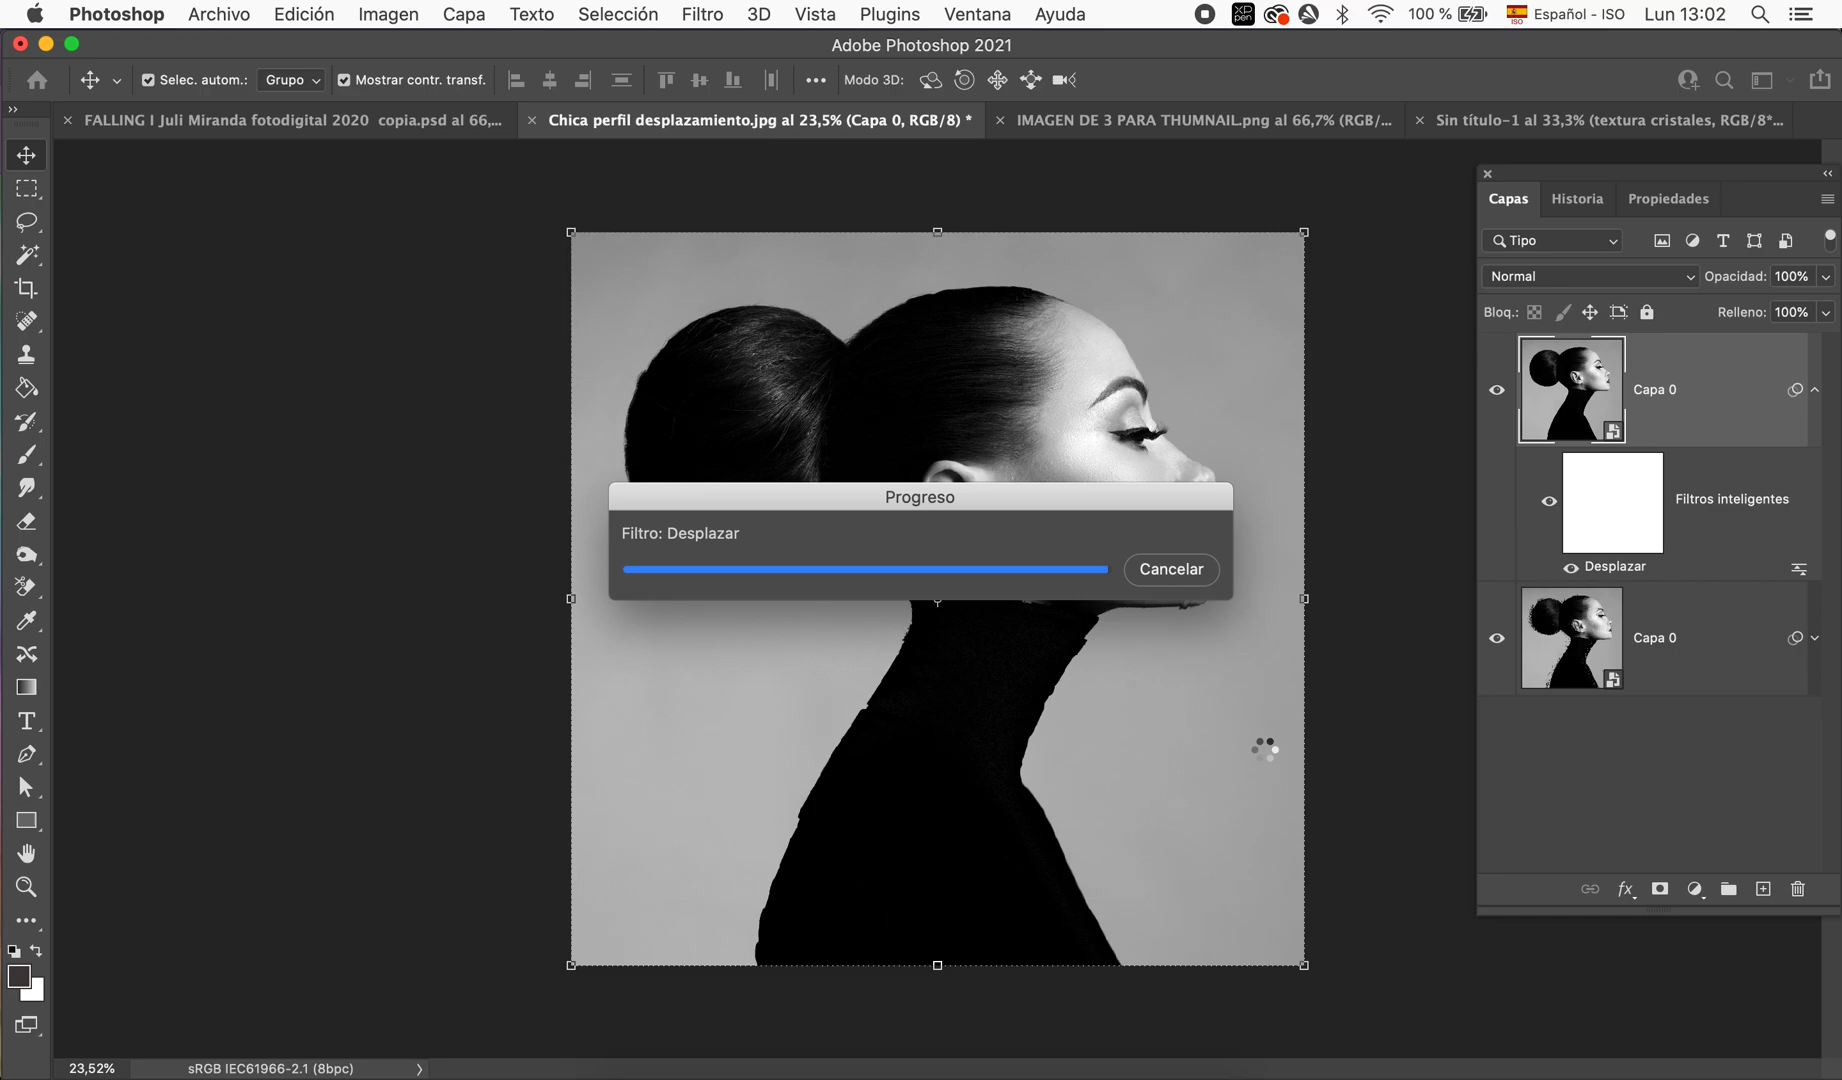 Photoshop Archivo Edición Imagen Capa Texto Selección Filtro 3D Vista Plugins Ventana Ayuda XP pen 100 % ISO Español - ISO Lun 13:02
Adobe Photoshop 2021
Selec. autom.: Grupo Mostrar contr. transf. Modo 3D:
FALLING I Juli Miranda fotodigital 2020 copia.psd al 66,... Chica perfil desplazamiento.jpg al 23,5% (Capa 0, RGB/8) * IMAGEN DE 3 PARA THUMNAIL.png al 66,7% (RGB/... Sin título-1 al 33,3% (textura cristales, RGB/8*...
Capas Historia Propiedades
Tipo
Normal Opacidad: 100%
Bloq.: Relleno: 100%
Capa 0
Filtros inteligentes
Desplazar
Capa 0
Progreso
Filtro: Desplazar
Cancelar
fx
23,52% sRGB IEC61966-2.1 (8bpc)